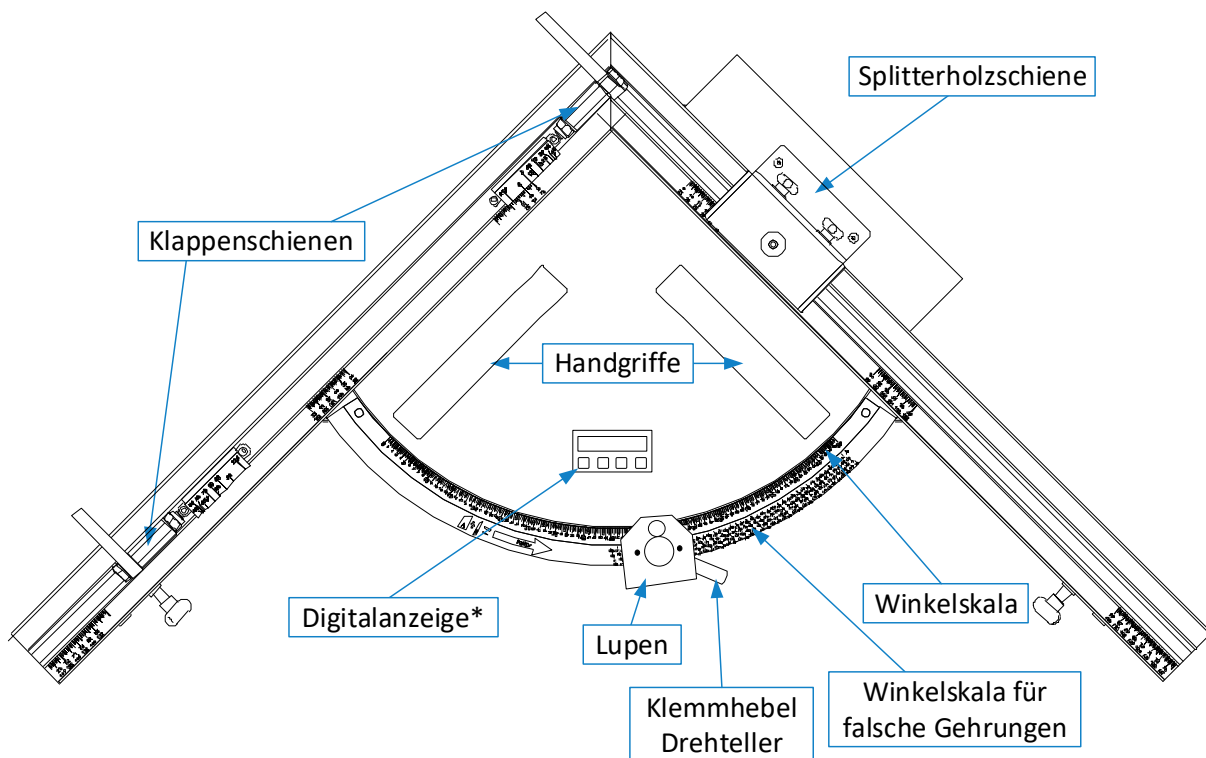 Splitterholzschiene
Klappenschienen
Handgriffe
Digitalanzeige*
Lupen
Winkelskala
Klemmhebel
Drehteller
Winkelskala für
falsche Gehrungen